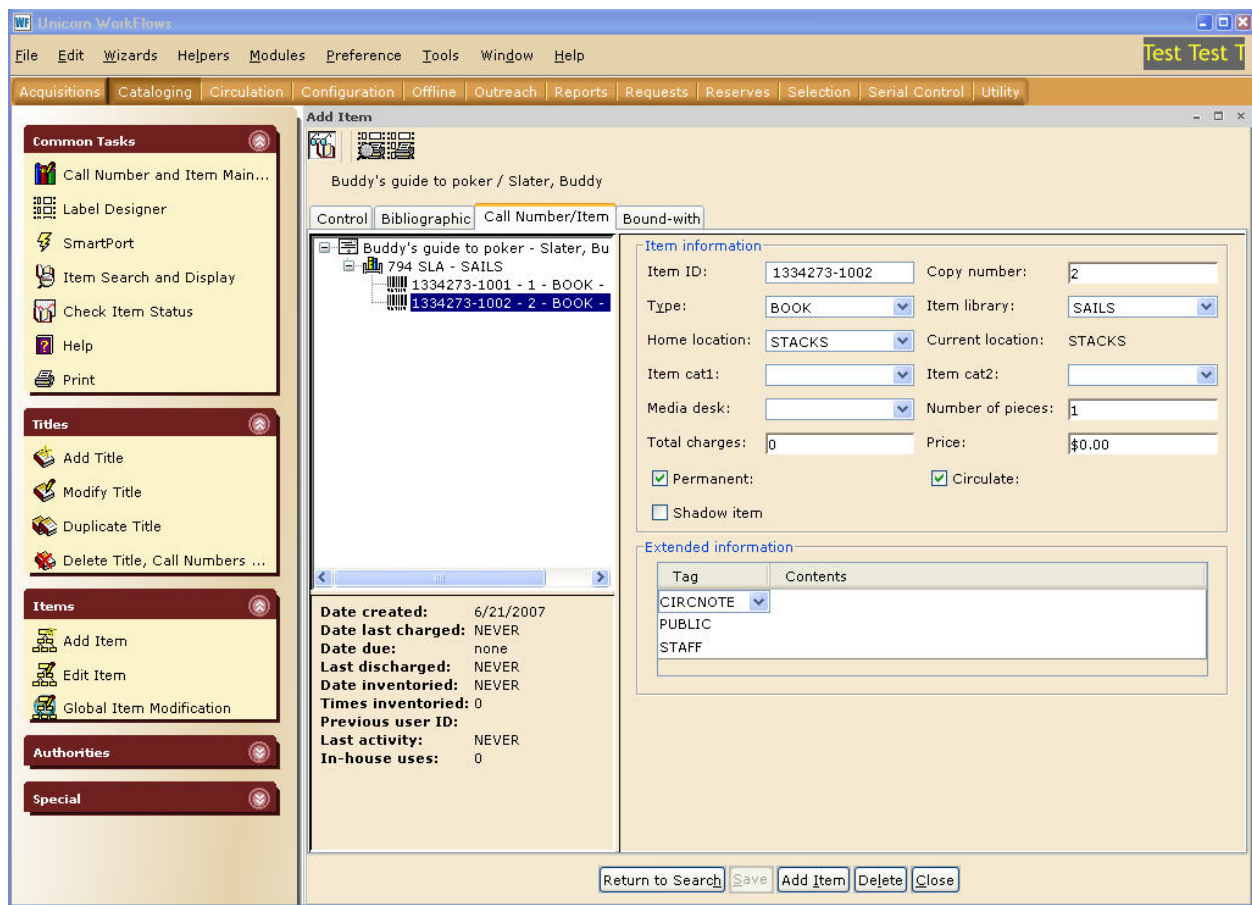 WF Unicorn WorkFlows
File Edit Wizards Helpers Modules Preference Tools Window Help
Test Test T
Acquisitions Cataloging Circulation Configuration Offline Outreach Reports Requests Reserves Selection Serial Control Utility
Common Tasks
Call Number and Item Main...
Label Designer
SmartPort
Item Search and Display
Check Item Status
Help
Print
Titles
Add Title
Modify Title
Duplicate Title
Delete Title, Call Numbers ...
Items
Add Item
Edit Item
Global Item Modification
Authorities
Special
Add Item
Buddy's guide to poker / Slater, Buddy
Control Bibliographic Call Number/Item Bound-with
Buddy's guide to poker - Slater, Bu
794 SLA - SAILS
1334273-1001 - 1 - BOOK -
1334273-1002 - 2 - BOOK -
Date created: 6/21/2007
Date last charged: NEVER
Date due: none
Last discharged: NEVER
Date inventoried: NEVER
Times inventoried: 0
Previous user ID:
Last activity: NEVER
In-house uses: 0
Item information
Item ID: 1334273-1002 Copy number: 2
Type: BOOK Item library: SAILS
Home location: STACKS Current location: STACKS
Item cat1: Item cat2:
Media desk: Number of pieces: 1
Total charges: 0 Price: $0.00
Permanent: Circulate:
Shadow item
Extended information
Tag Contents
CIRCNOTE
PUBLIC
STAFF
Return to Search Save Add Item Delete Close